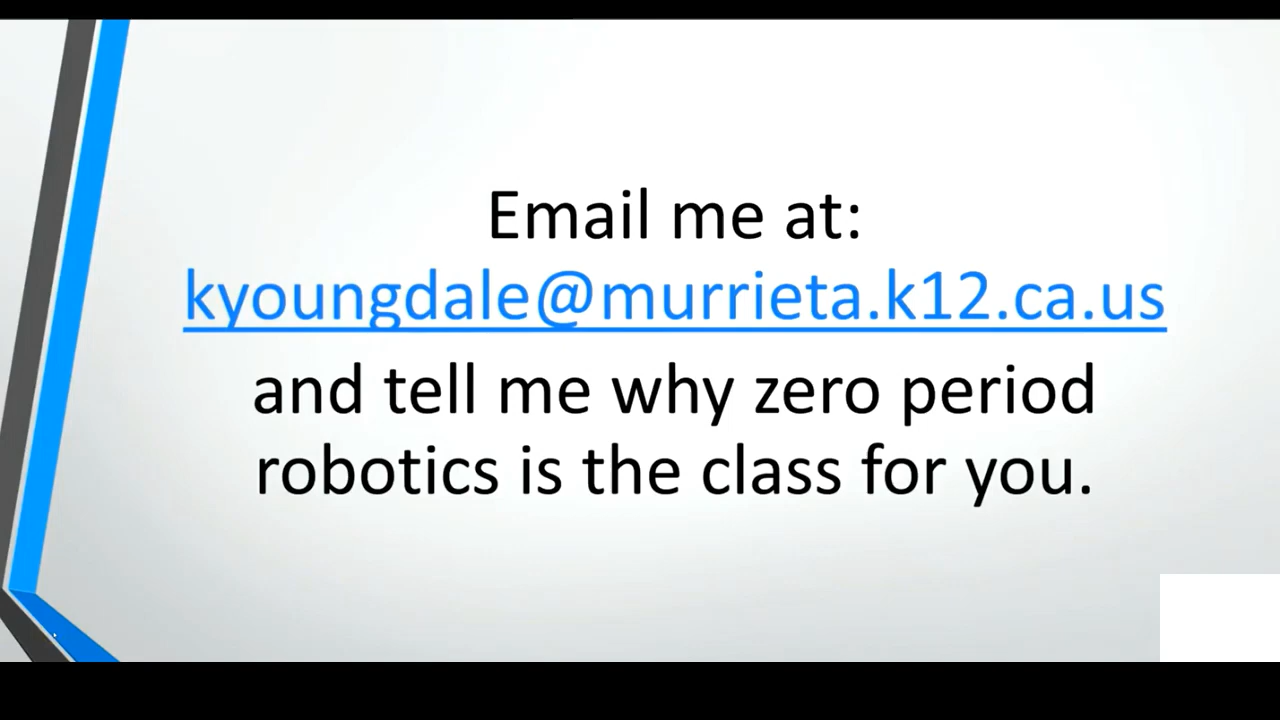 Email me at:
kyoungdale@murrieta.k12.ca.us
and tell me why zero period
robotics is the class for you.